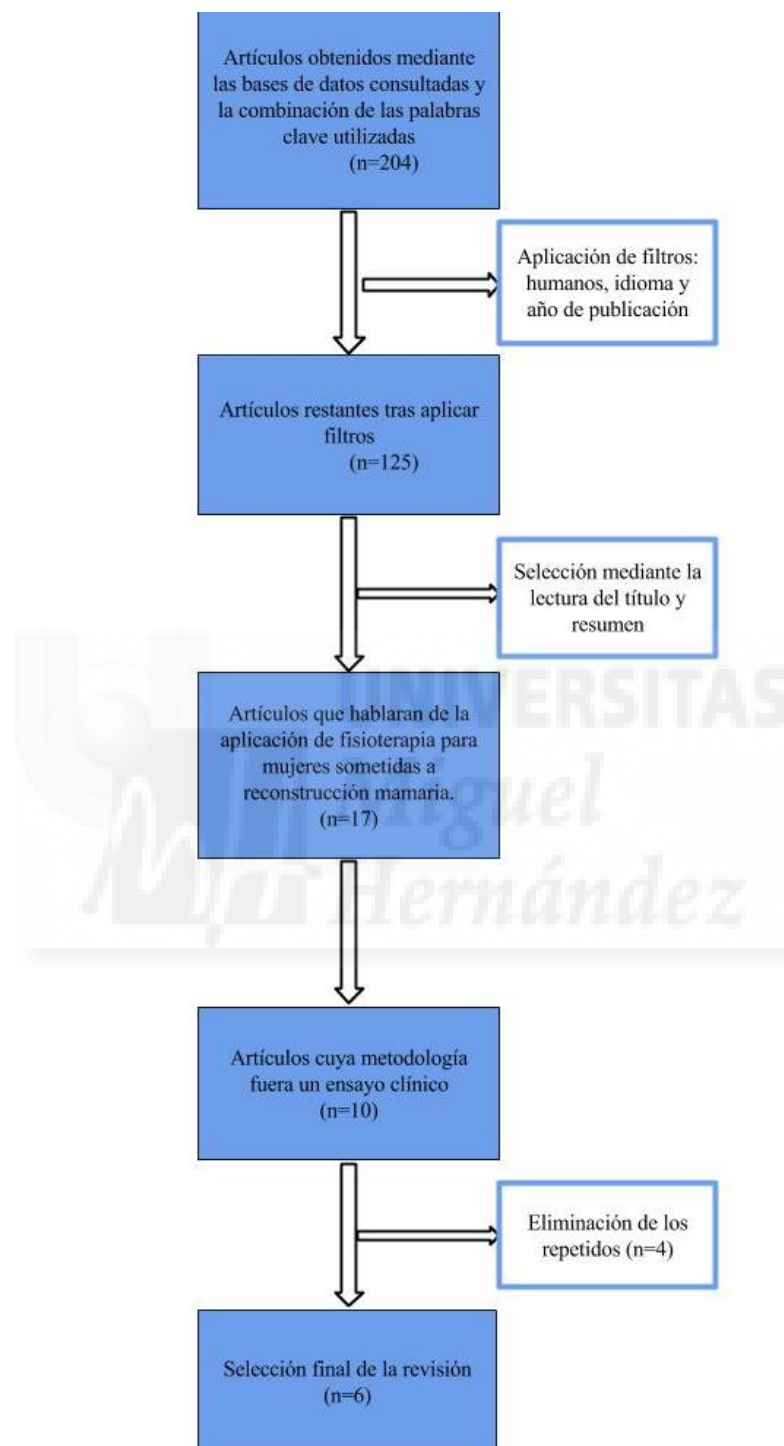 Artículos obtenidos mediante
las bases de datos consultadas y
la combinación de las palabras
clave utilizadas
(n=204)
Aplicación de filtros:
humanos, idioma y
año de publicación
Artículos restantes tras aplicar
filtros
(n=125)
Selección mediante la
lectura del título y
resumen
Artículos que hablaran de la
aplicación de fisioterapia para
mujeres sometidas a
reconstrucción mamaria.
(n=17)
UNIVERSITAS
Miguel
Hernández
Artículos cuya metodología
fuera un ensayo clínico
(n=10)
Eliminación de los
repetidos (n=4)
Selección final de la revisión
(n=6)